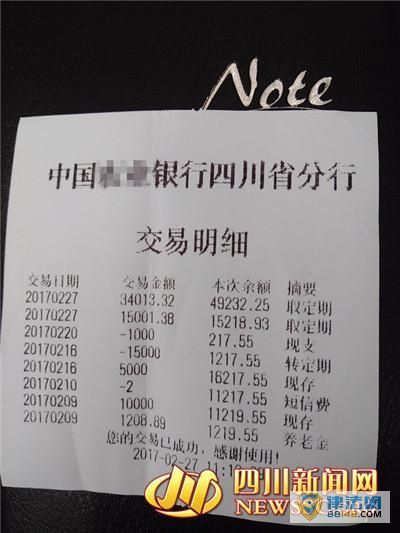 Note
中国 银行四川省分行
交易明细
交易日期 交易金额 本次余额 摘要
20170227 34013.32 49232.25 取定期
20170227 15001.38 15218.93 取定期
20170220 -1000 217.55 现支
20170216 -15000 1217.55 转定期
20170216 5000 16217.55 现存
20170210 -2 11217.55 短信费
20170209 10000 11219.55 现存
20170209 1208.89 1219.55 养老金
您的交易已成功，感谢使用!
2017-02-27
四川新闻网
律志网
88148.com